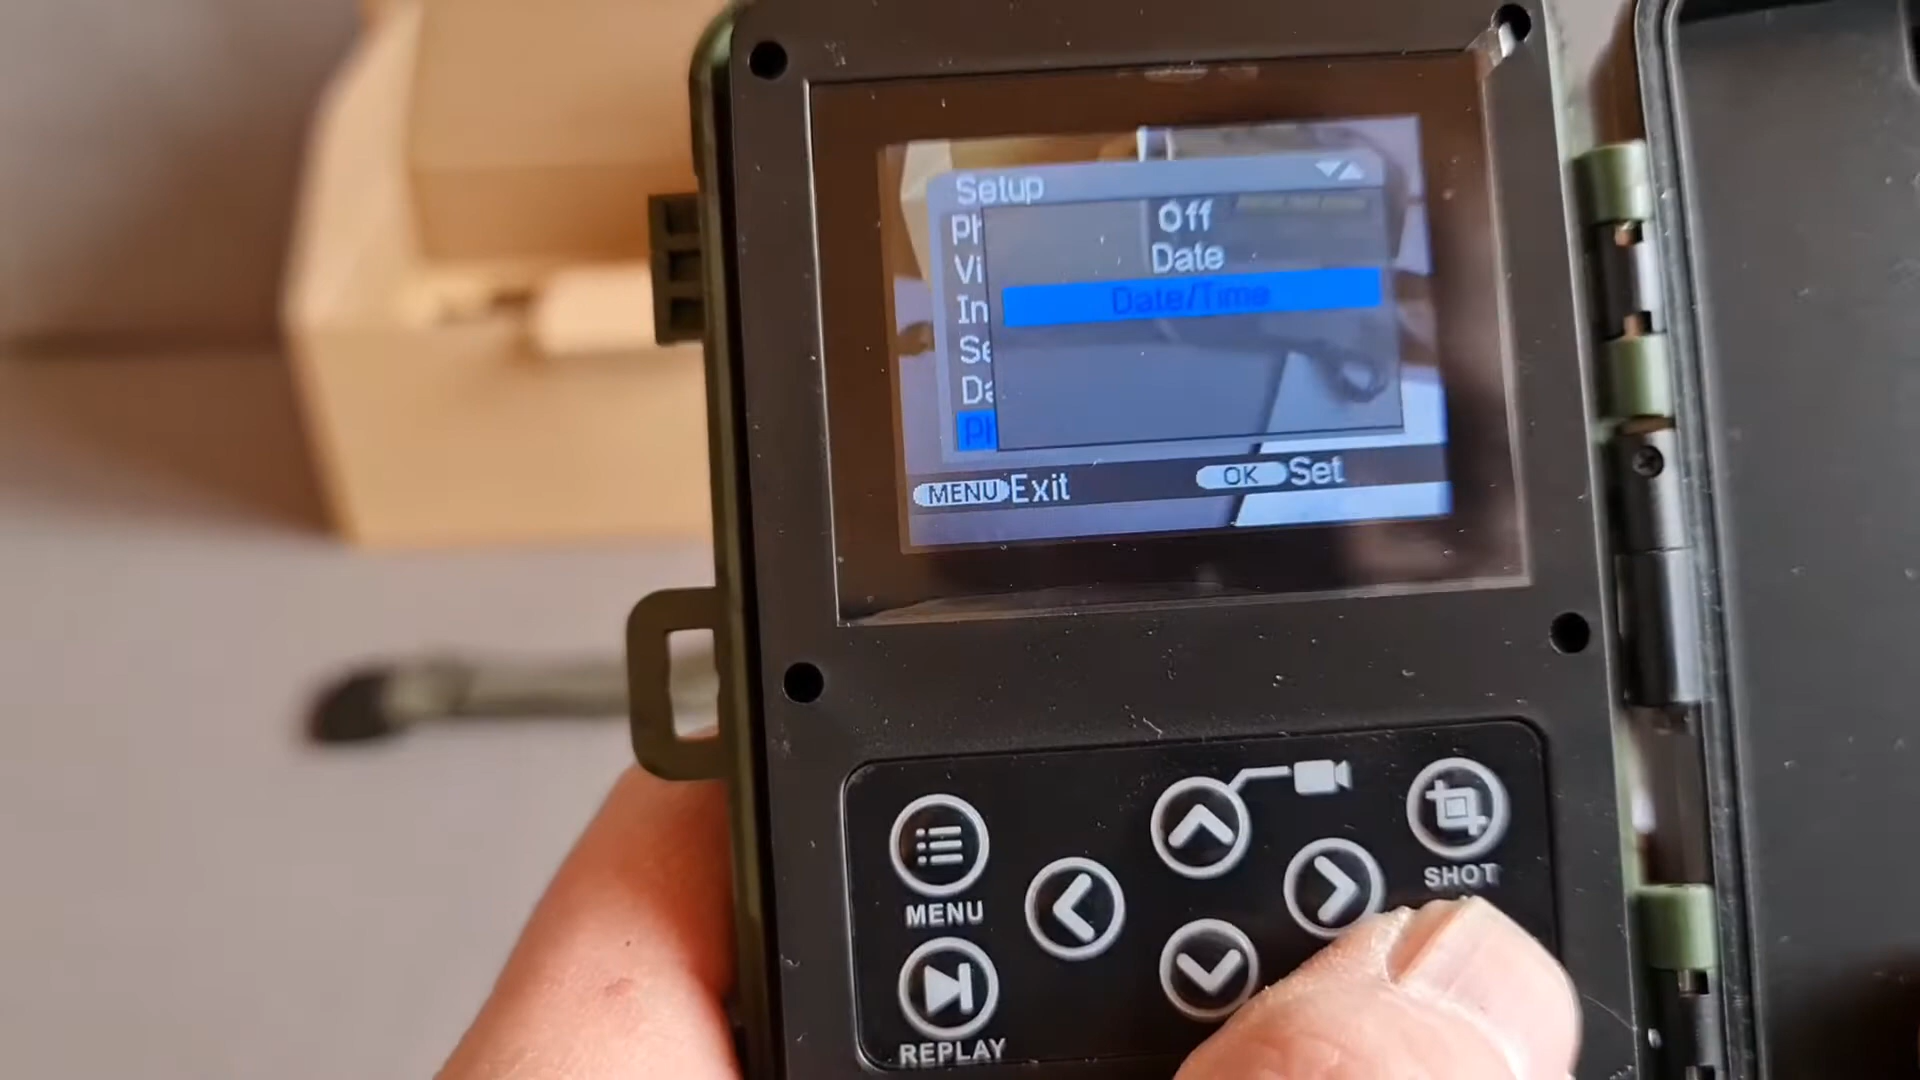 Setup
Off
Date
Date/Time
MENU Exit
OK Set
MENU
SHOT
REPLAY